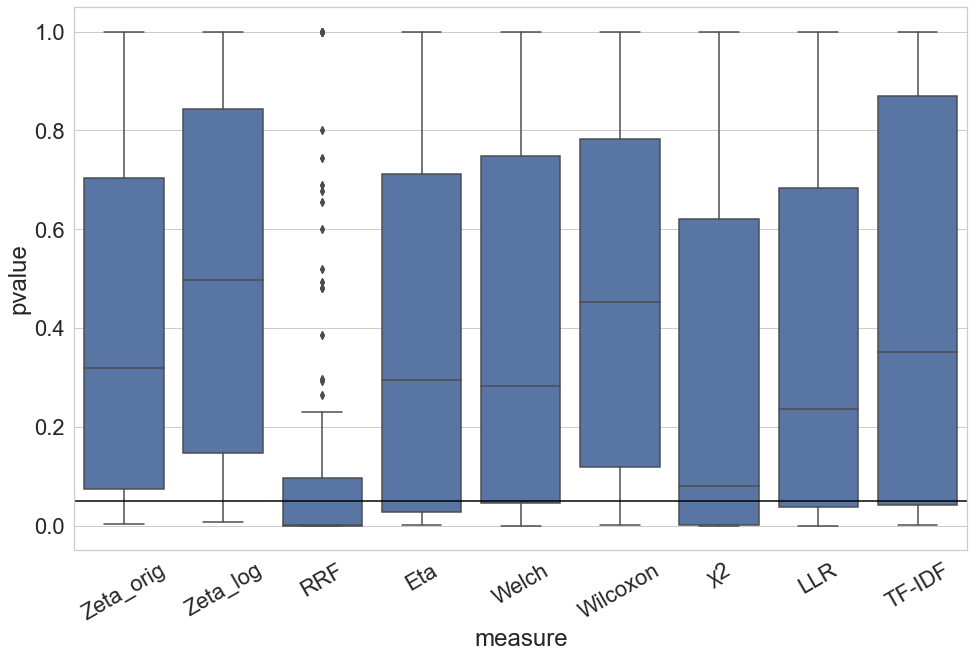 1.0
0.8
0.6
0.4
0.2
0.0
pvalue
Zeta_orig
Zeta_log
RRF
Eta
Welch
Wilcoxon
χ2
LLR
TF-IDF
measure